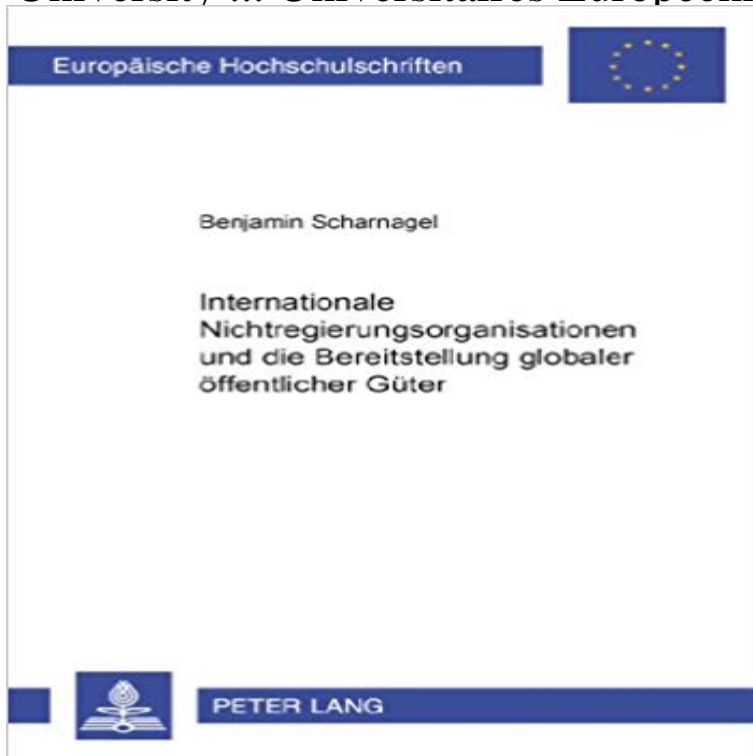 Europäische Hochschulschriften
Benjamin Scharnagel
Internationale
Nichtregierungsorganisationen
und die Bereitstellung globaler
öffentlicher Güter
PETER LANG